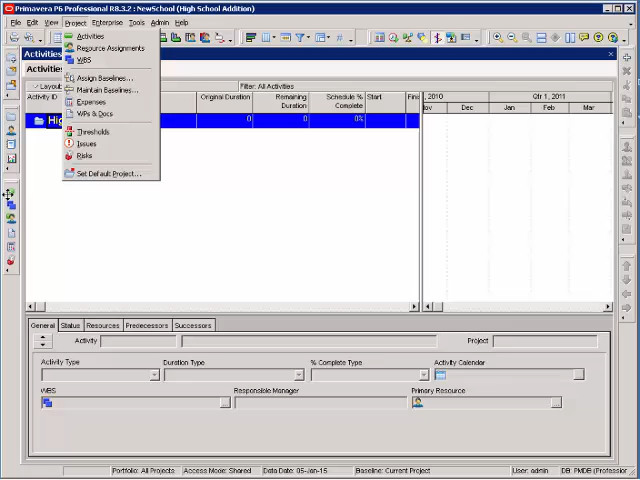 Primavera P6 Professional R8.3.2 : NewSchool (High School Addition)
File Edit View Project Enterprise Tools Admin Help
Activities
Resource Assignments
WBS
Assign Baselines...
Maintain Baselines...
Expenses
WPs & Docs
Thresholds
Issues
Risks
Set Default Project...
Activities
Activities
Layout: Filter: All Activities
Activity ID Original Duration Remaining Duration Schedule % Complete Start
2010 Qtr 1, 2011
Dec Jan Feb Mar
0 0 0%
General Status Resources Predecessors Successors
Activity Project
Activity Type Duration Type % Complete Type Activity Calendar
WBS Responsible Manager Primary Resource
Portfolio: All Projects Access Mode: Shared Data Date: 05-Jan-15 Baseline: Current Project User: admin DB: PMDB (Professior